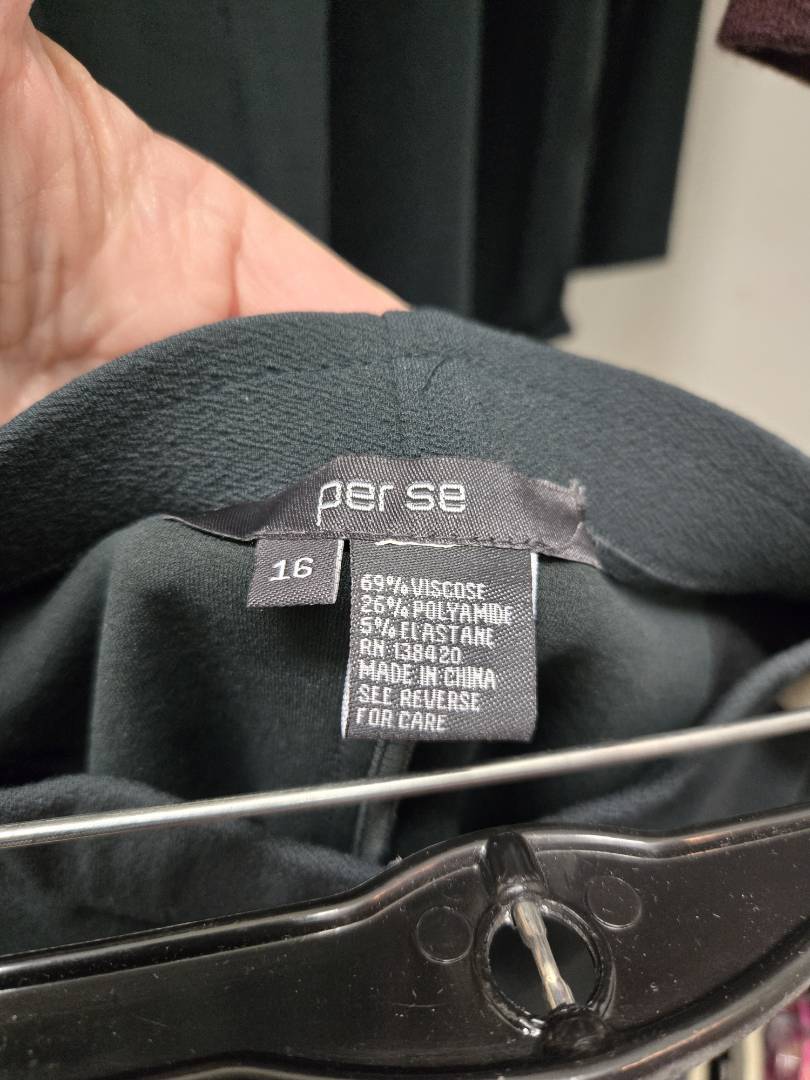 per se
16
69% VISCOSE
26% POLYAMIDE
5% ELASTANE
RN 138420
MADE IN CHINA
SEE REVERSE
FOR CARE